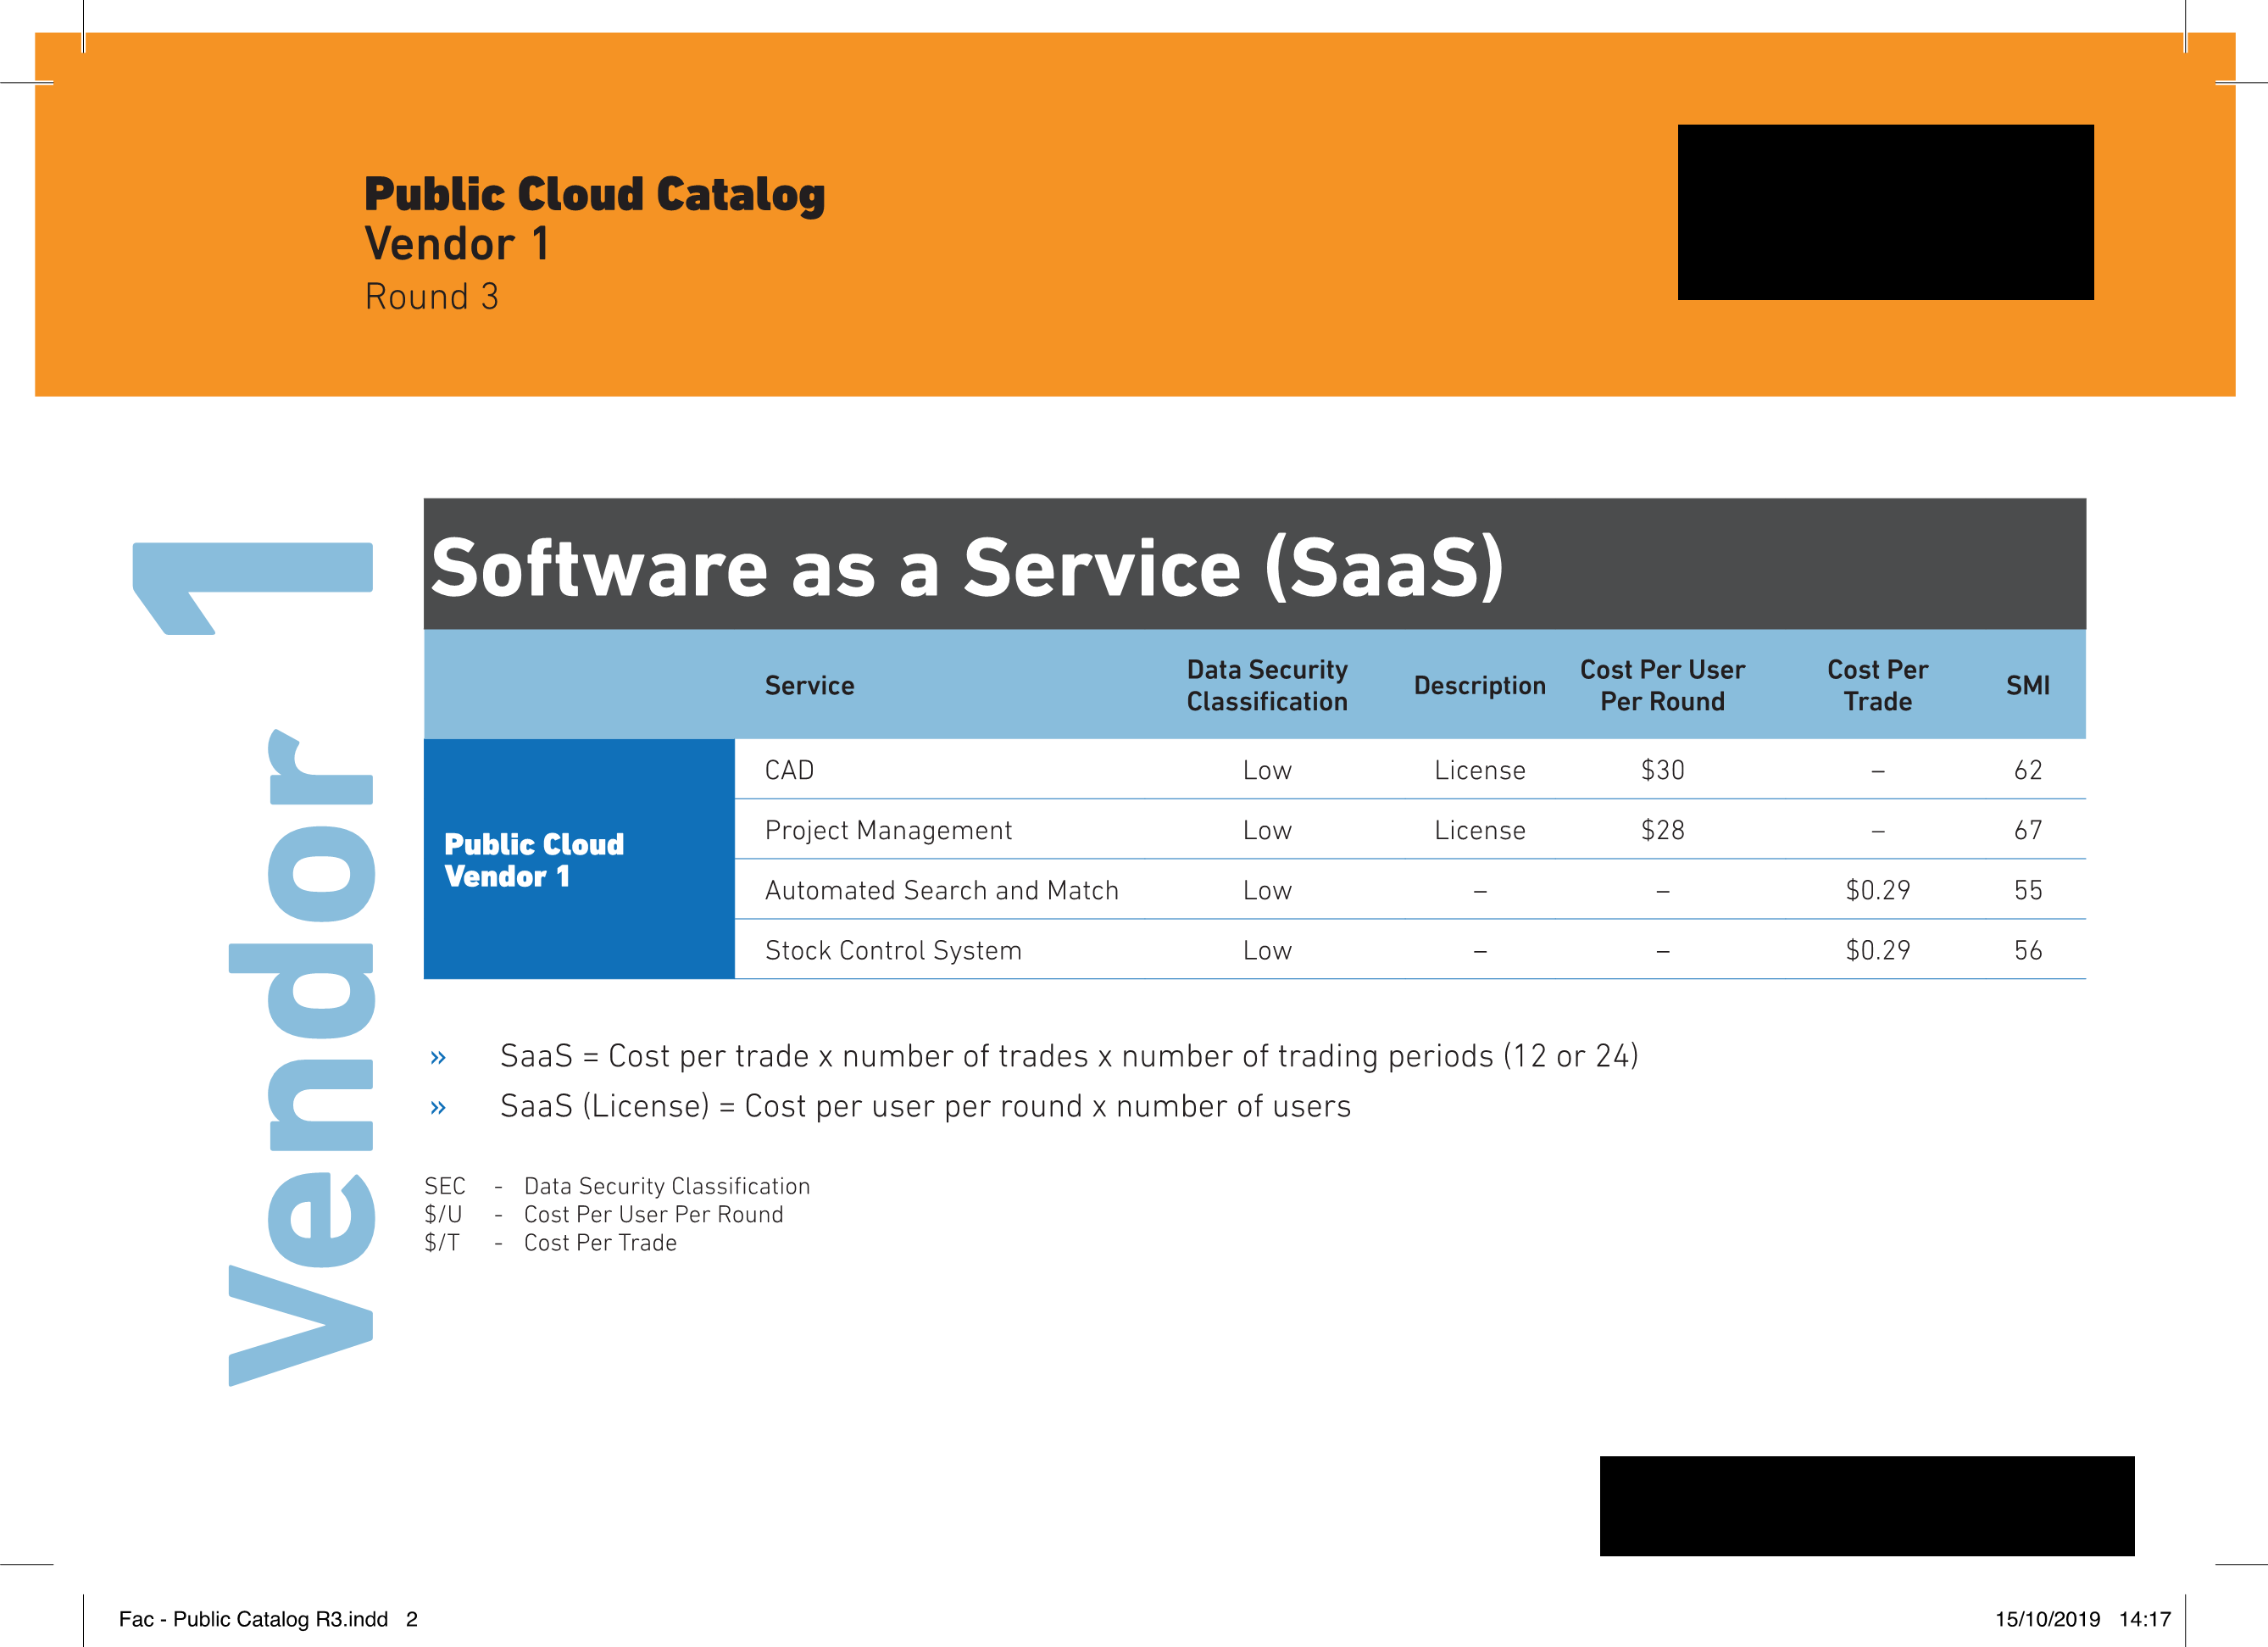 Public Cloud Catalog
Vendor 1
Round 3
Vendor 1
Software as a Service (SaaS)
Service Data Security Classification Description Cost Per User Per Round Cost Per Trade SMI
Public Cloud
Vendor 1
CAD Low License $30 – 62
Project Management Low License $28 – 67
Automated Search and Match Low – – $0.29 55
Stock Control System Low – – $0.29 56
» SaaS = Cost per trade x number of trades x number of trading periods (12 or 24)
» SaaS (License) = Cost per user per round x number of users
SEC - Data Security Classification
$/U - Cost Per User Per Round
$/T - Cost Per Trade
Fac - Public Catalog R3.indd 2 15/10/2019 14:17